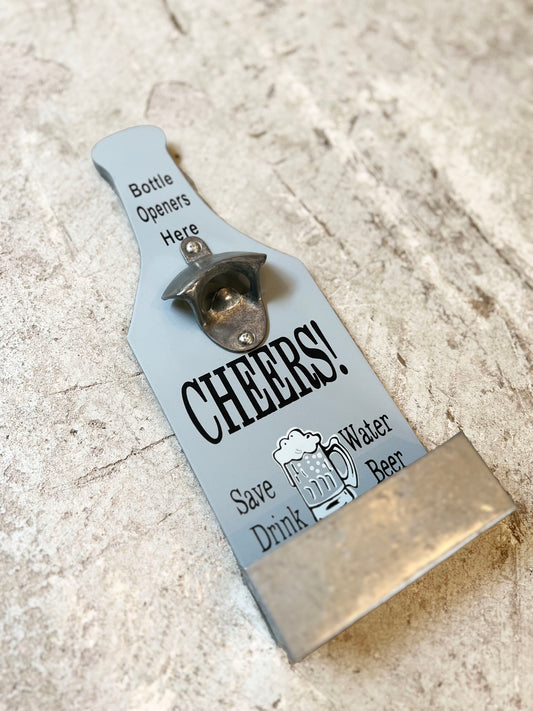 Bottle
Openers
Here
CHEERS!
Save Water
Drink Beer